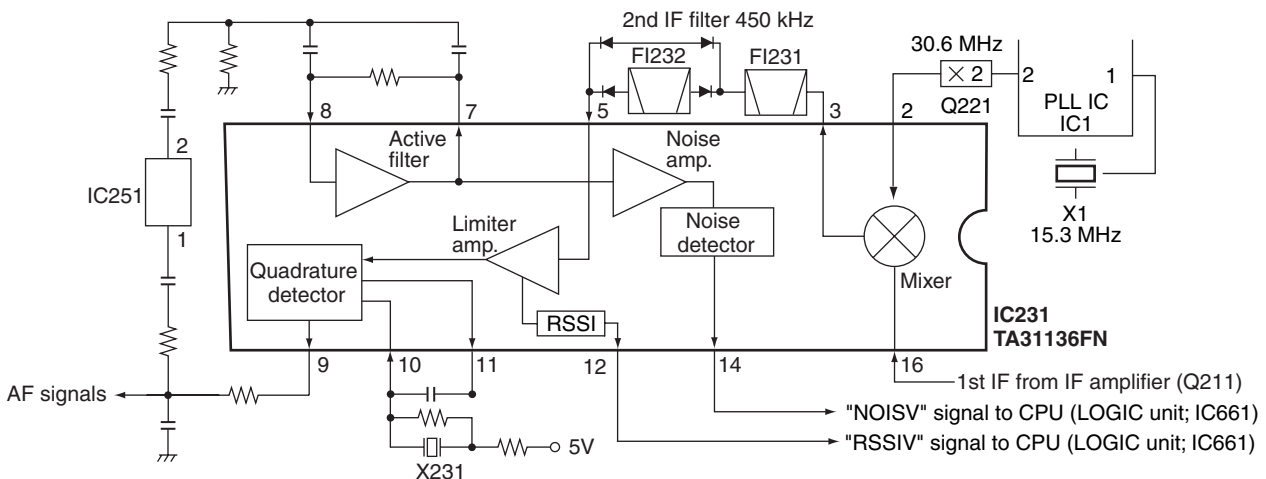 2nd IF filter 450 kHz
FI232
FI231
30.6 MHz
× 2
Q221
2
1
PLL IC
IC1
X1
15.3 MHz
8
7
5
3
2
Active
filter
Noise
amp.
2
IC251
1
Limiter
amp.
Noise
detector
Mixer
Quadrature
detector
RSSI
IC231
TA31136FN
9
10
11
12
14
16
AF signals
1st IF from IF amplifier (Q211)
"NOISV" signal to CPU (LOGIC unit; IC661)
"RSSIV" signal to CPU (LOGIC unit; IC661)
5V
X231